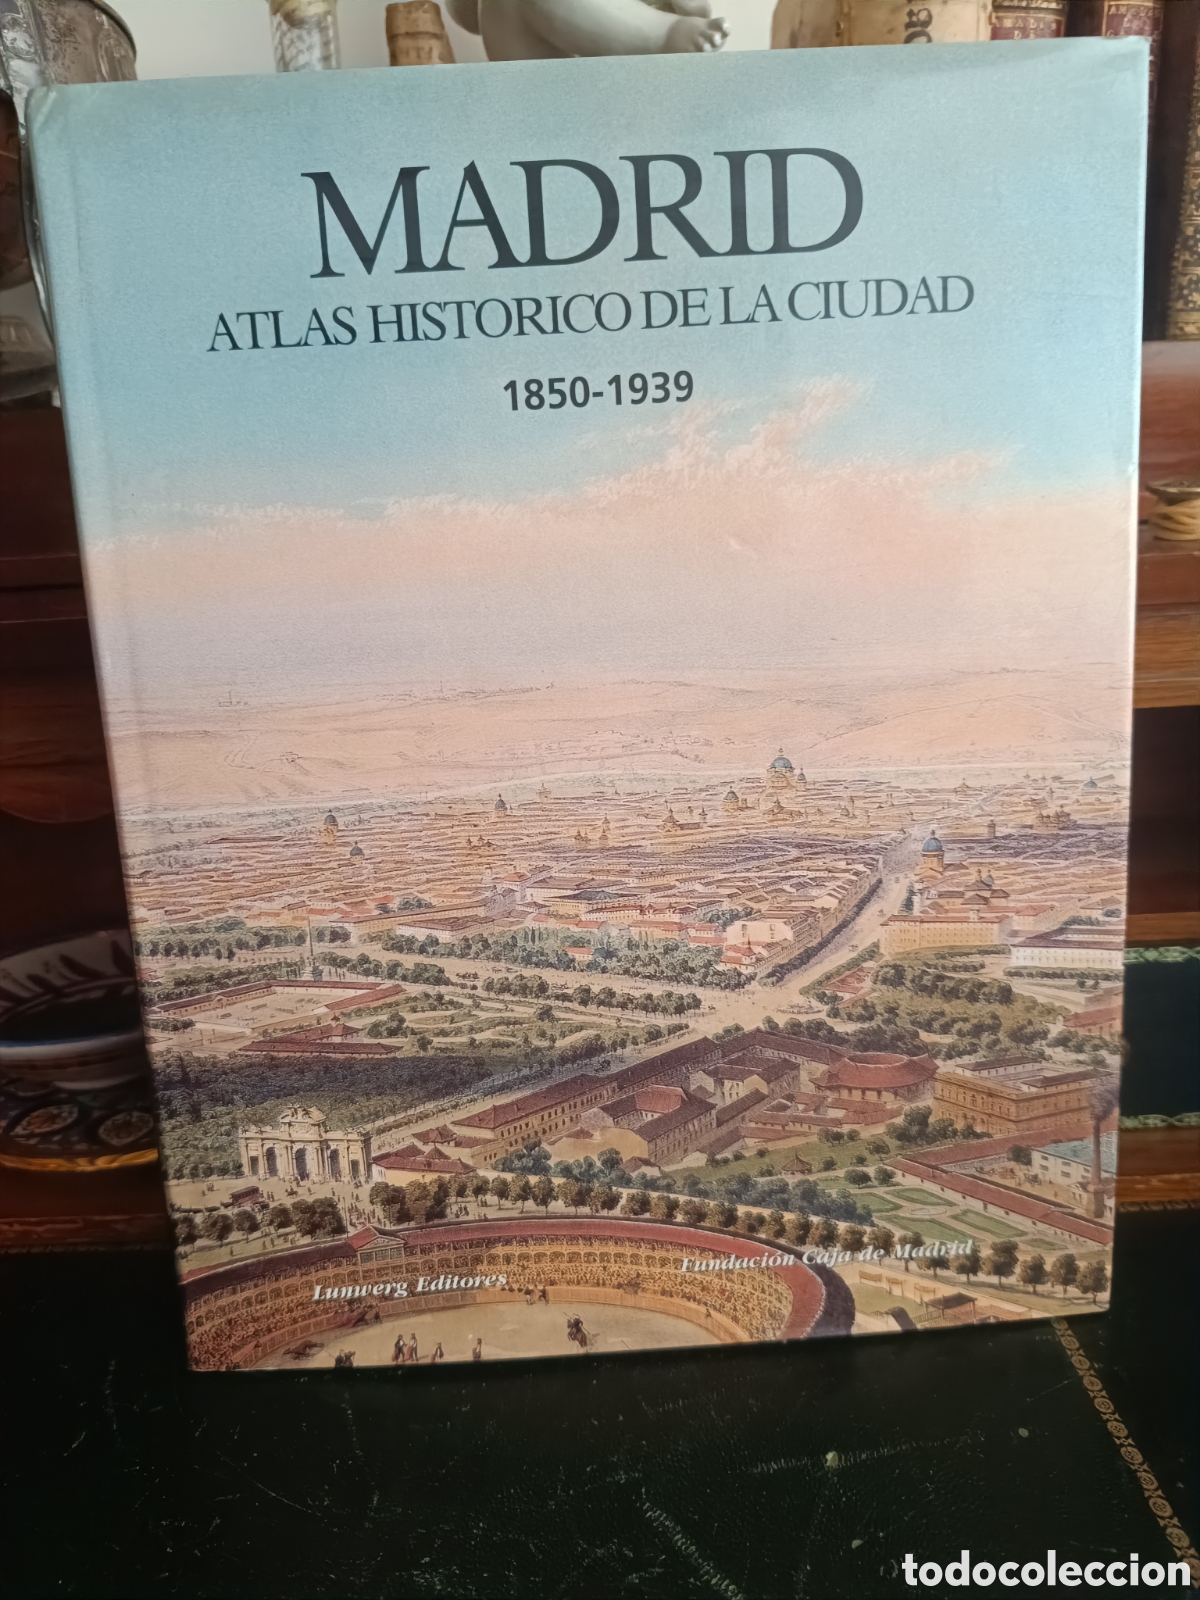 MADRID
ATLAS HISTORICO DE LA CIUDAD
1850-1939
Lunwerg Editores
Fundación Caja de Madrid
todocoleccion